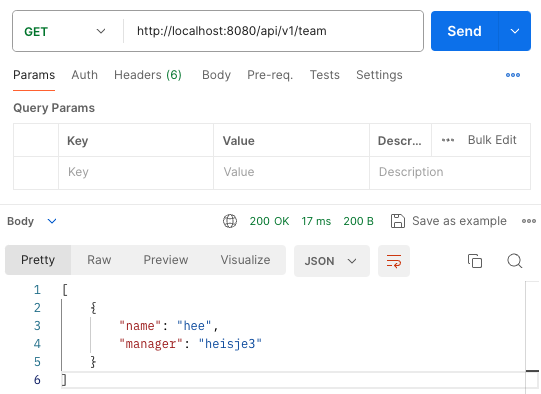 GET http://localhost:8080/api/v1/team Send
Params Auth Headers (6) Body Pre-req. Tests Settings
Query Params
Key Value Descr... Bulk Edit
Key Value Description
Body 200 OK 17 ms 200 B Save as example
Pretty Raw Preview Visualize JSON
1 [
2 {
3 "name": "hee",
4 "manager": "heisje3"
5 }
6 ]